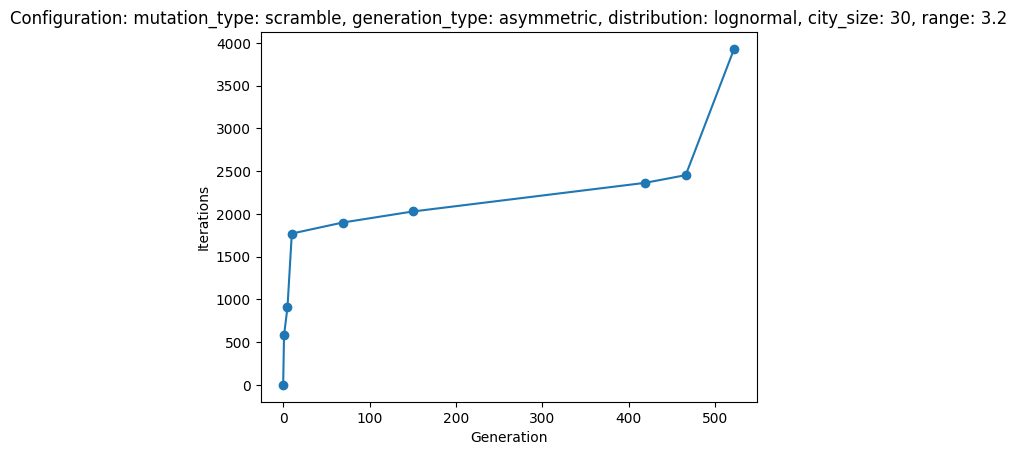 Configuration: mutation_type: scramble, generation_type: asymmetric, distribution: lognormal, city_size: 30, range: 3.2
4000
3500
3000
2500
2000
1500
1000
500
0
Iterations
0 100 200 300 400 500
Generation